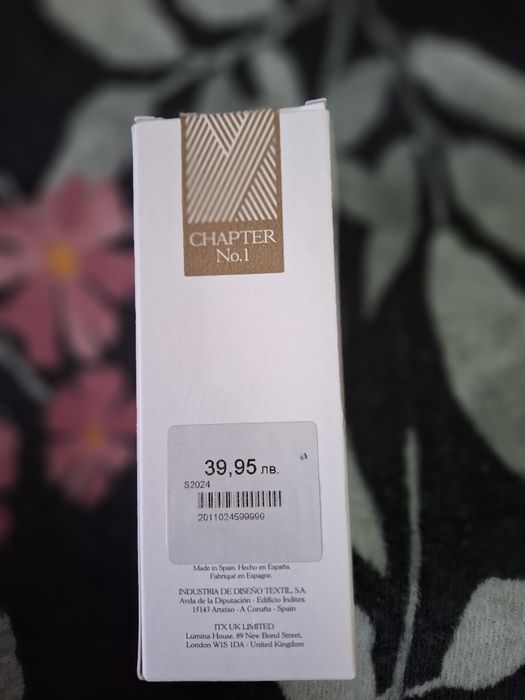 CHAPTER
No.1
39,95 лв.
S2024
2011024599999
Made in Spain. Hecho en España.
Fabriqué en Espagne.
INDUSTRIA DE DISEÑO TEXTIL, S.A.
Avda de la Diputación - Edificio Inditex
15143 Arteixo - A Coruña - Spain
ITX UK LIMITED
Lumina House. 89 New Bond Street,
London W1S 1DA - United Kingdom